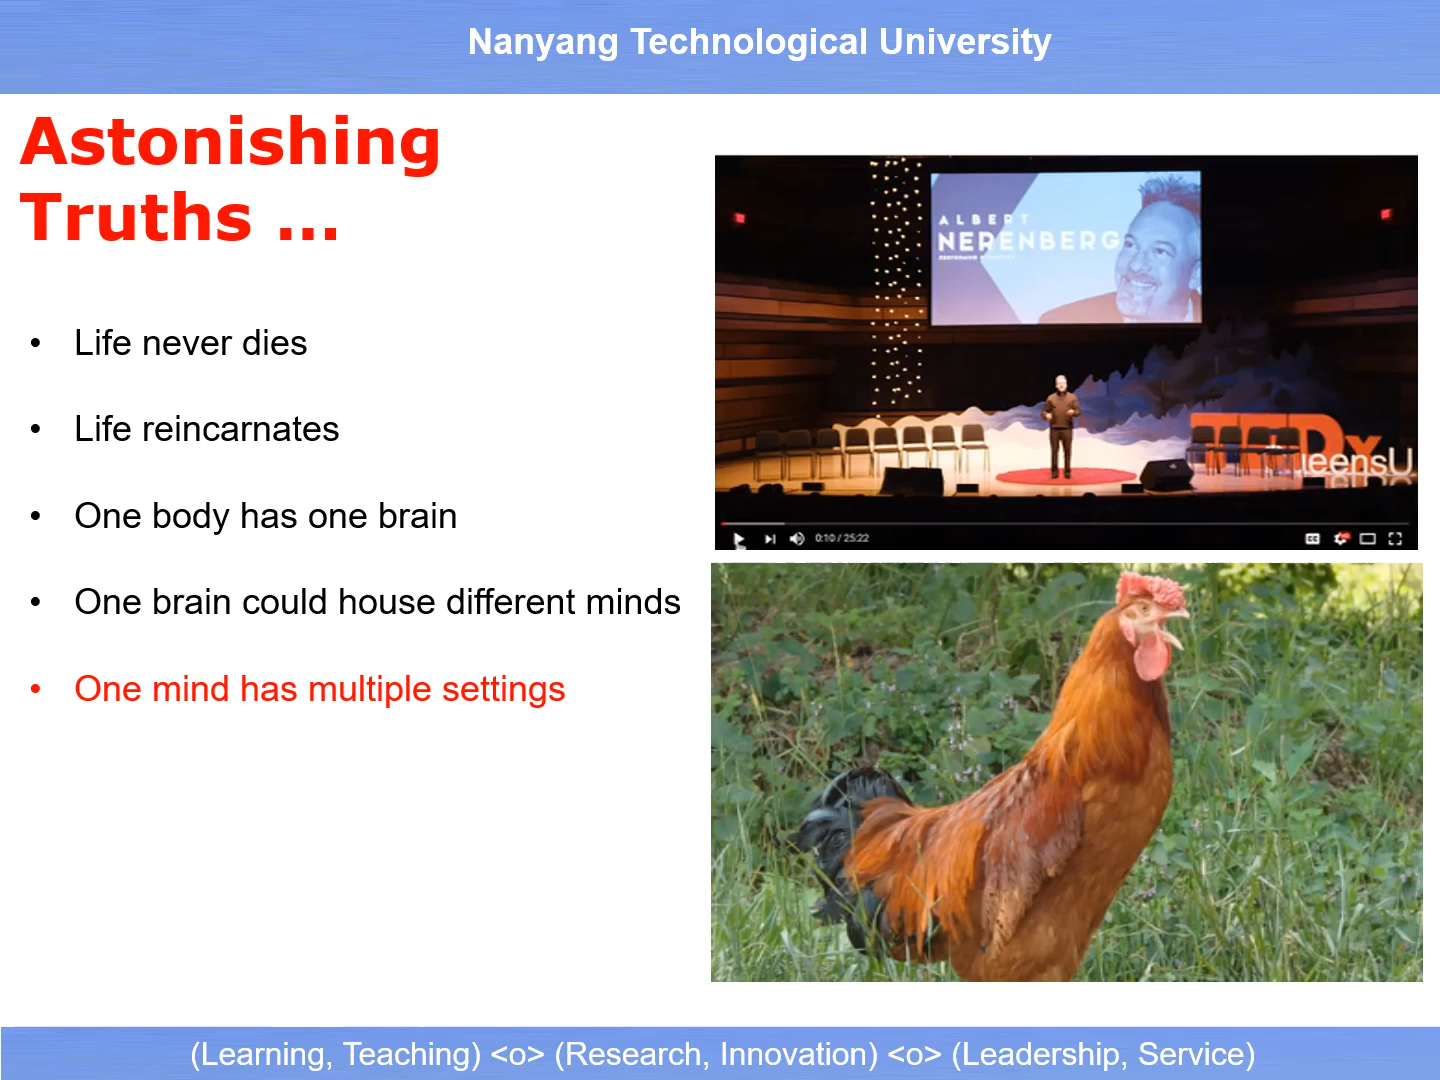 Nanyang Technological University
Astonishing
Truths ...
• Life never dies
• Life reincarnates
• One body has one brain
• One brain could house different minds
• One mind has multiple settings
ALBERT
NERENBERG
TEDx
QueensU
0:10 / 25:22
(Learning, Teaching) <o> (Research, Innovation) <o> (Leadership, Service)